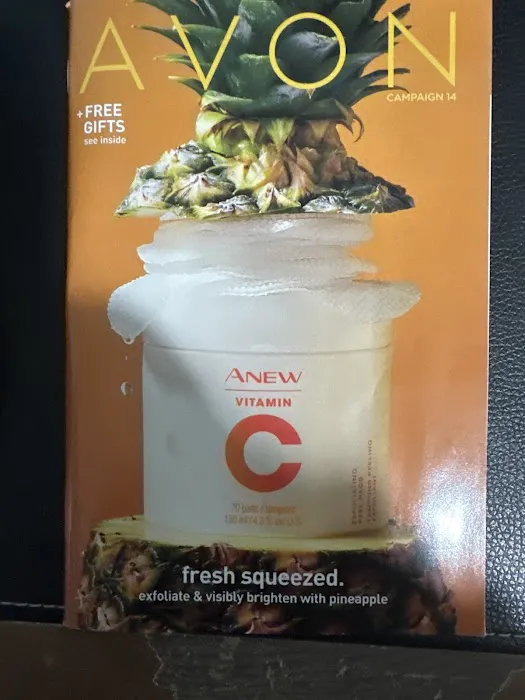 AVON
CAMPAIGN 14
+FREE
GIFTS
see inside
ANEW
VITAMIN
C
fresh squeezed.
exfoliate & visibly brighten with pineapple